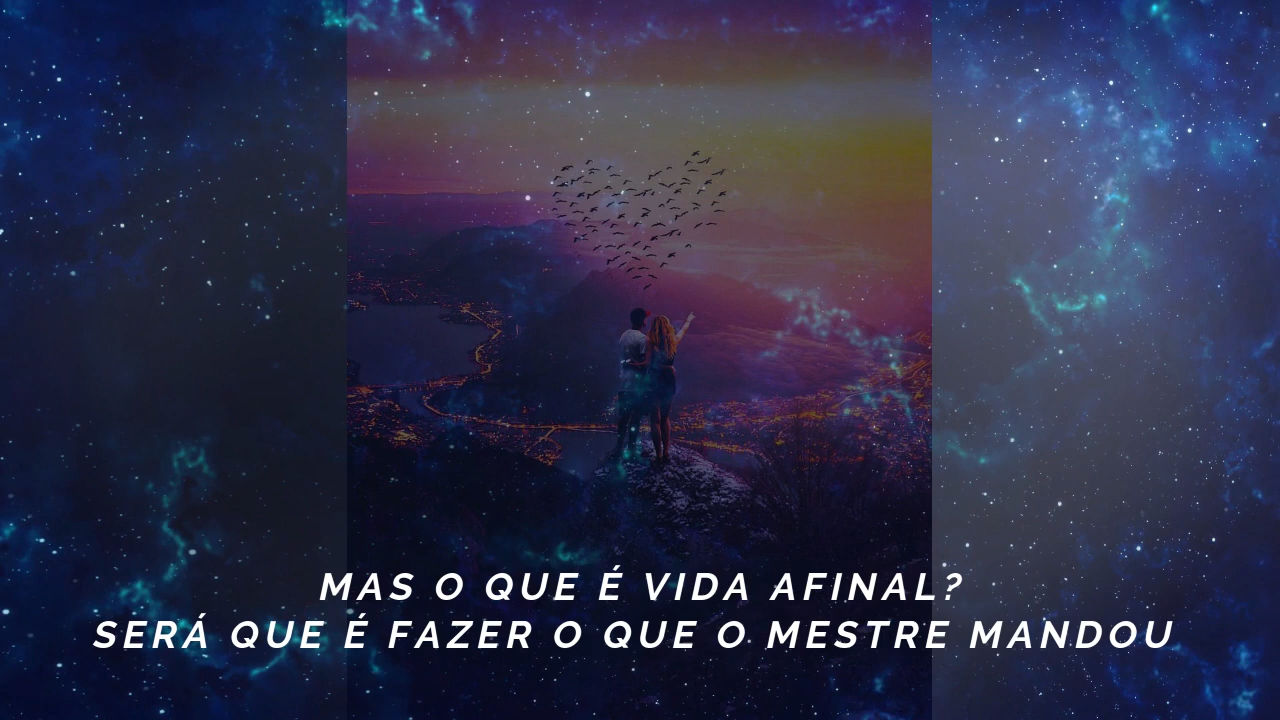 MAS O QUE É VIDA AFINAL?
SERÁ QUE É FAZER O QUE O MESTRE MANDOU